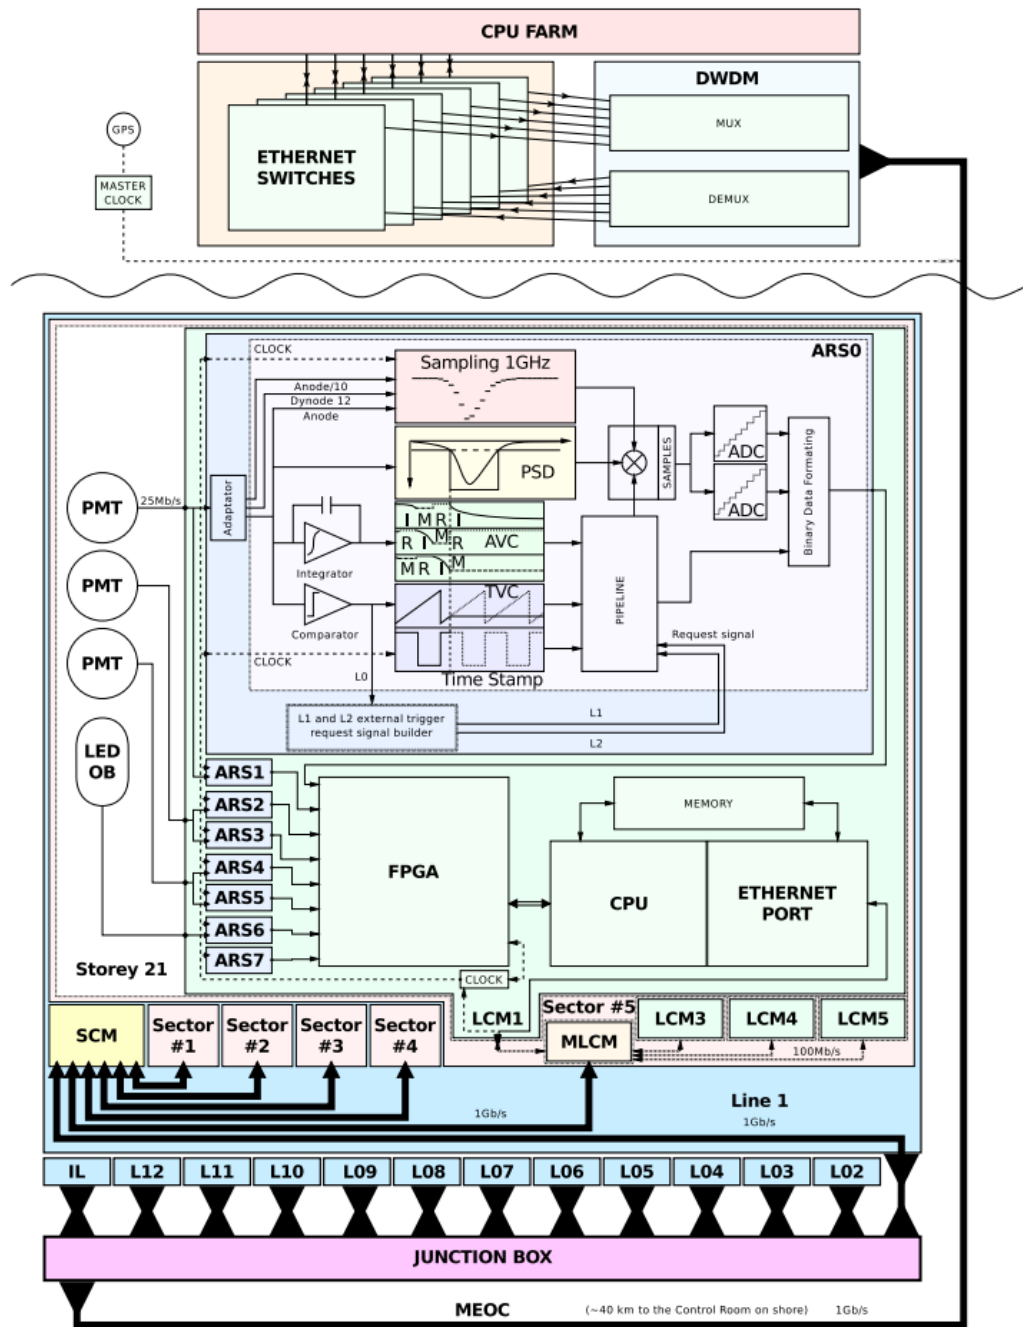 CPU FARM
ETHERNET
SWITCHES
DWDM
MUX
DEMUX
GPS
MASTER
CLOCK
ARS0
CLOCK
Sampling 1GHz
Anode/10
Dynode 12
Anode
PSD
SAMPLES
ADC
ADC
Binary Data Formating
PMT
25Mb/s
Adaptator
I M R I
R I M R AVC
M R I M
Integrator
TVC
PIPELINE
Comparator
CLOCK
L0
Time Stamp
Request signal
PMT
PMT
LED
OB
L1 and L2 external trigger
request signal builder
L1
L2
ARS1
ARS2
ARS3
ARS4
ARS5
ARS6
ARS7
FPGA
MEMORY
CPU
ETHERNET
PORT
CLOCK
Storey 21
SCM
Sector
#1
Sector
#2
Sector
#3
Sector
#4
LCM1
Sector #5
MLCM
LCM3
LCM4
LCM5
100Mb/s
1Gb/s
Line 1
1Gb/s
IL
L12
L11
L10
L09
L08
L07
L06
L05
L04
L03
L02
JUNCTION BOX
MEOC
(~40 km to the Control Room on shore)
1Gb/s